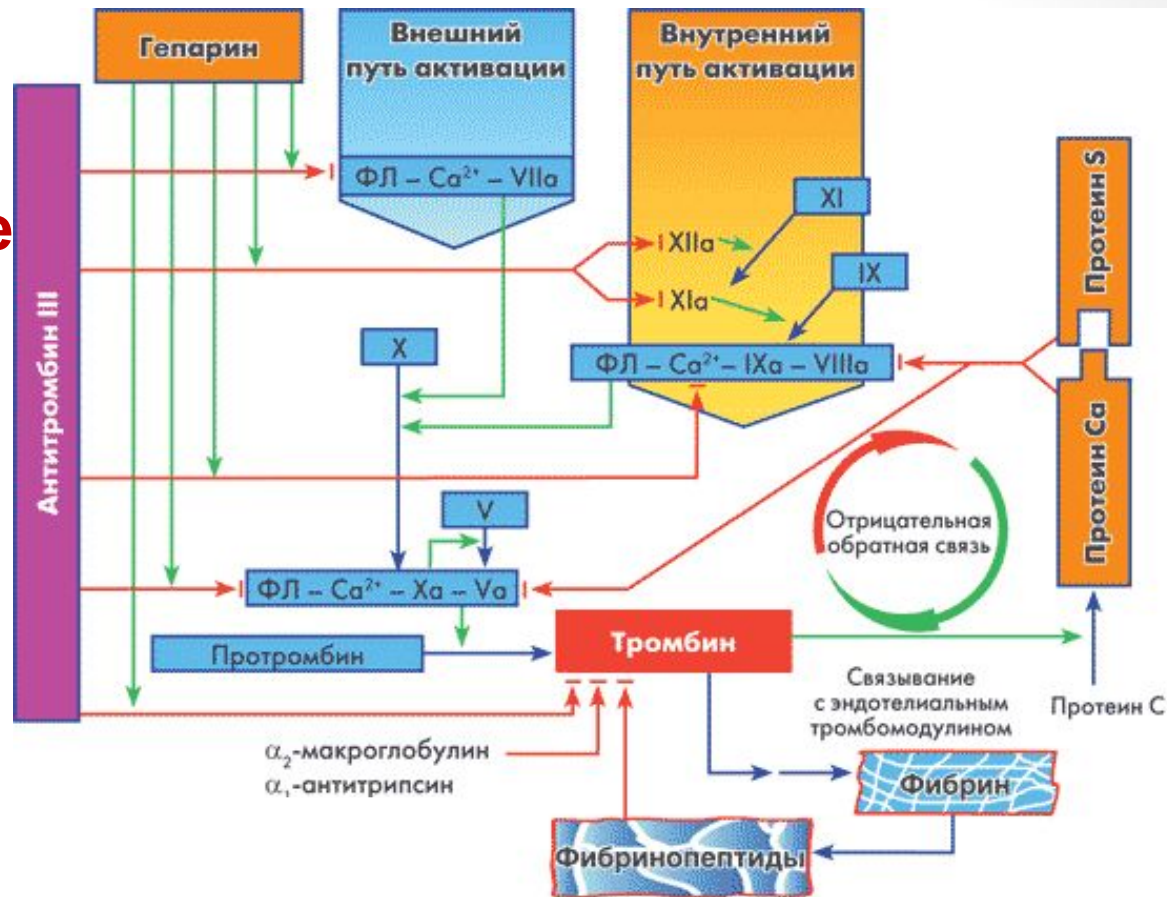 Гепарин
Внешний
путь активации
Внутренний
путь активации
ФЛ – Ca²⁺ – VIIa
XI
Протеин S
е
XIIa
IX
Антитромбин III
XIa
X
ФЛ – Ca²⁺ – IXa – VIIIa
Протеин Ca
V
Отрицательная
обратная связь
ФЛ – Ca²⁺ – Xa – Va
Протромбин
Тромбин
Связывание
с эндотелиальным
тромбомодулином
Протеин C
α₂-макроглобулин
α₁-антитрипсин
Фибрин
Фибринопептиды